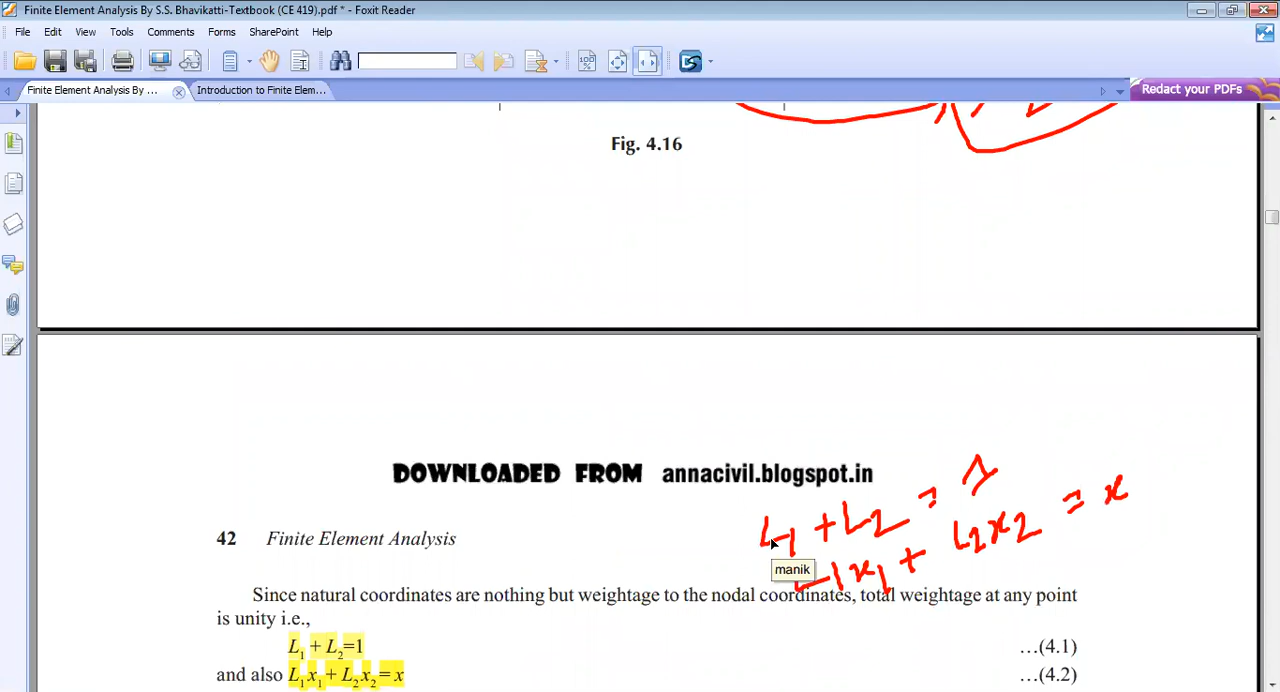 Finite Element Analysis By S.S. Bhavikatti-Textbook (CE 419).pdf * - Foxit Reader
File Edit View Tools Comments Forms SharePoint Help
Finite Element Analysis By ... Introduction to Finite Elem... Redact your PDFs
Fig. 4.16
DOWNLOADED FROM annacivil.blogspot.in
L1 + L2 = 1
L1x1 + L2x2 = x
42 Finite Element Analysis
manik
Since natural coordinates are nothing but weightage to the nodal coordinates, total weightage at any point
is unity i.e.,
L1 + L2=1 ...(4.1)
and also L1x1+ L2x2= x ...(4.2)